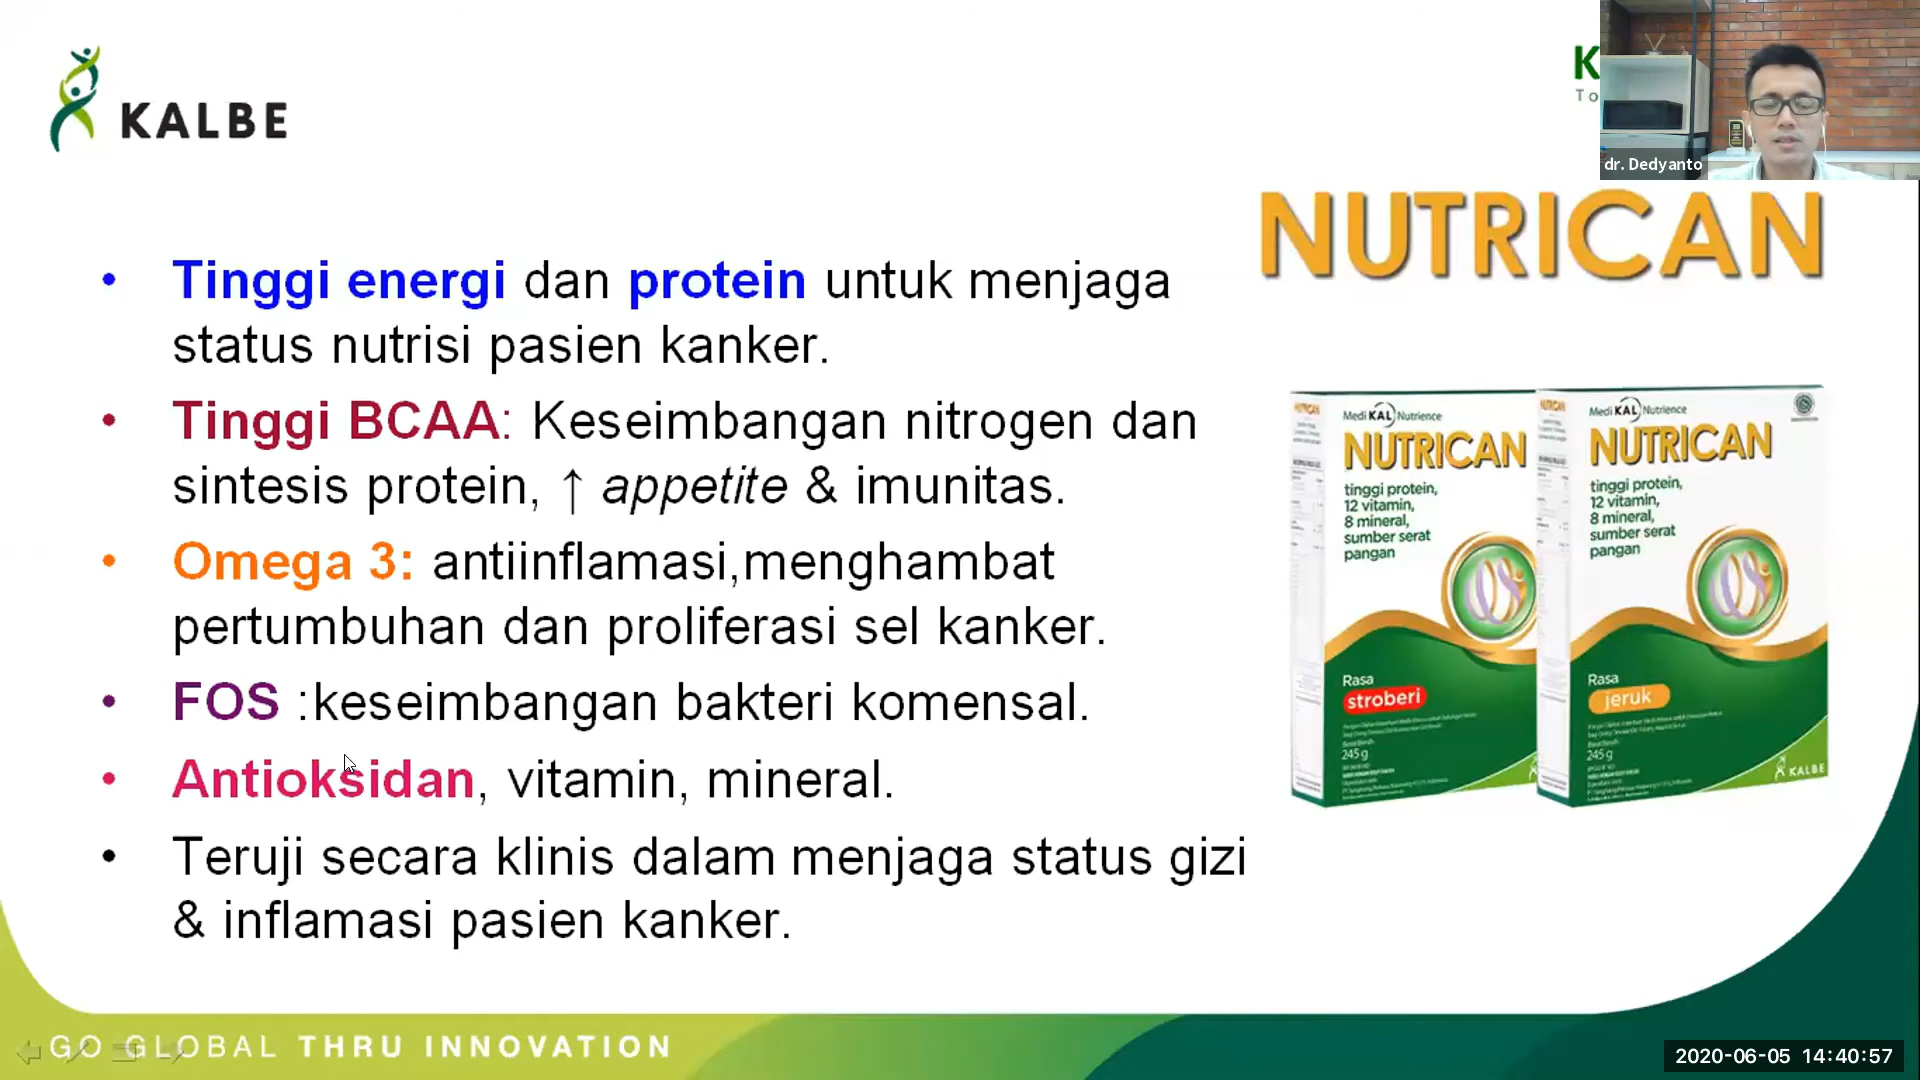 KALBE
K
To
dr. Dedyanto
NUTRICAN
• Tinggi energi dan protein untuk menjaga
status nutrisi pasien kanker.
• Tinggi BCAA: Keseimbangan nitrogen dan
sintesis protein, ↑ appetite & imunitas.
• Omega 3: antiinflamasi,menghambat
pertumbuhan dan proliferasi sel kanker.
• FOS :keseimbangan bakteri komensal.
• Antioksidan, vitamin, mineral.
• Teruji secara klinis dalam menjaga status gizi
& inflamasi pasien kanker.
MediKAL Nutrience
NUTRICAN
tinggi protein,
12 vitamin,
8 mineral,
sumber serat
pangan
Rasa
stroberi
245 g
MediKAL Nutrience
NUTRICAN
tinggi protein,
12 vitamin,
8 mineral,
sumber serat
pangan
Rasa
jeruk
245 g
KALBE
GO GLOBAL THRU INNOVATION
2020-06-05 14:40:57